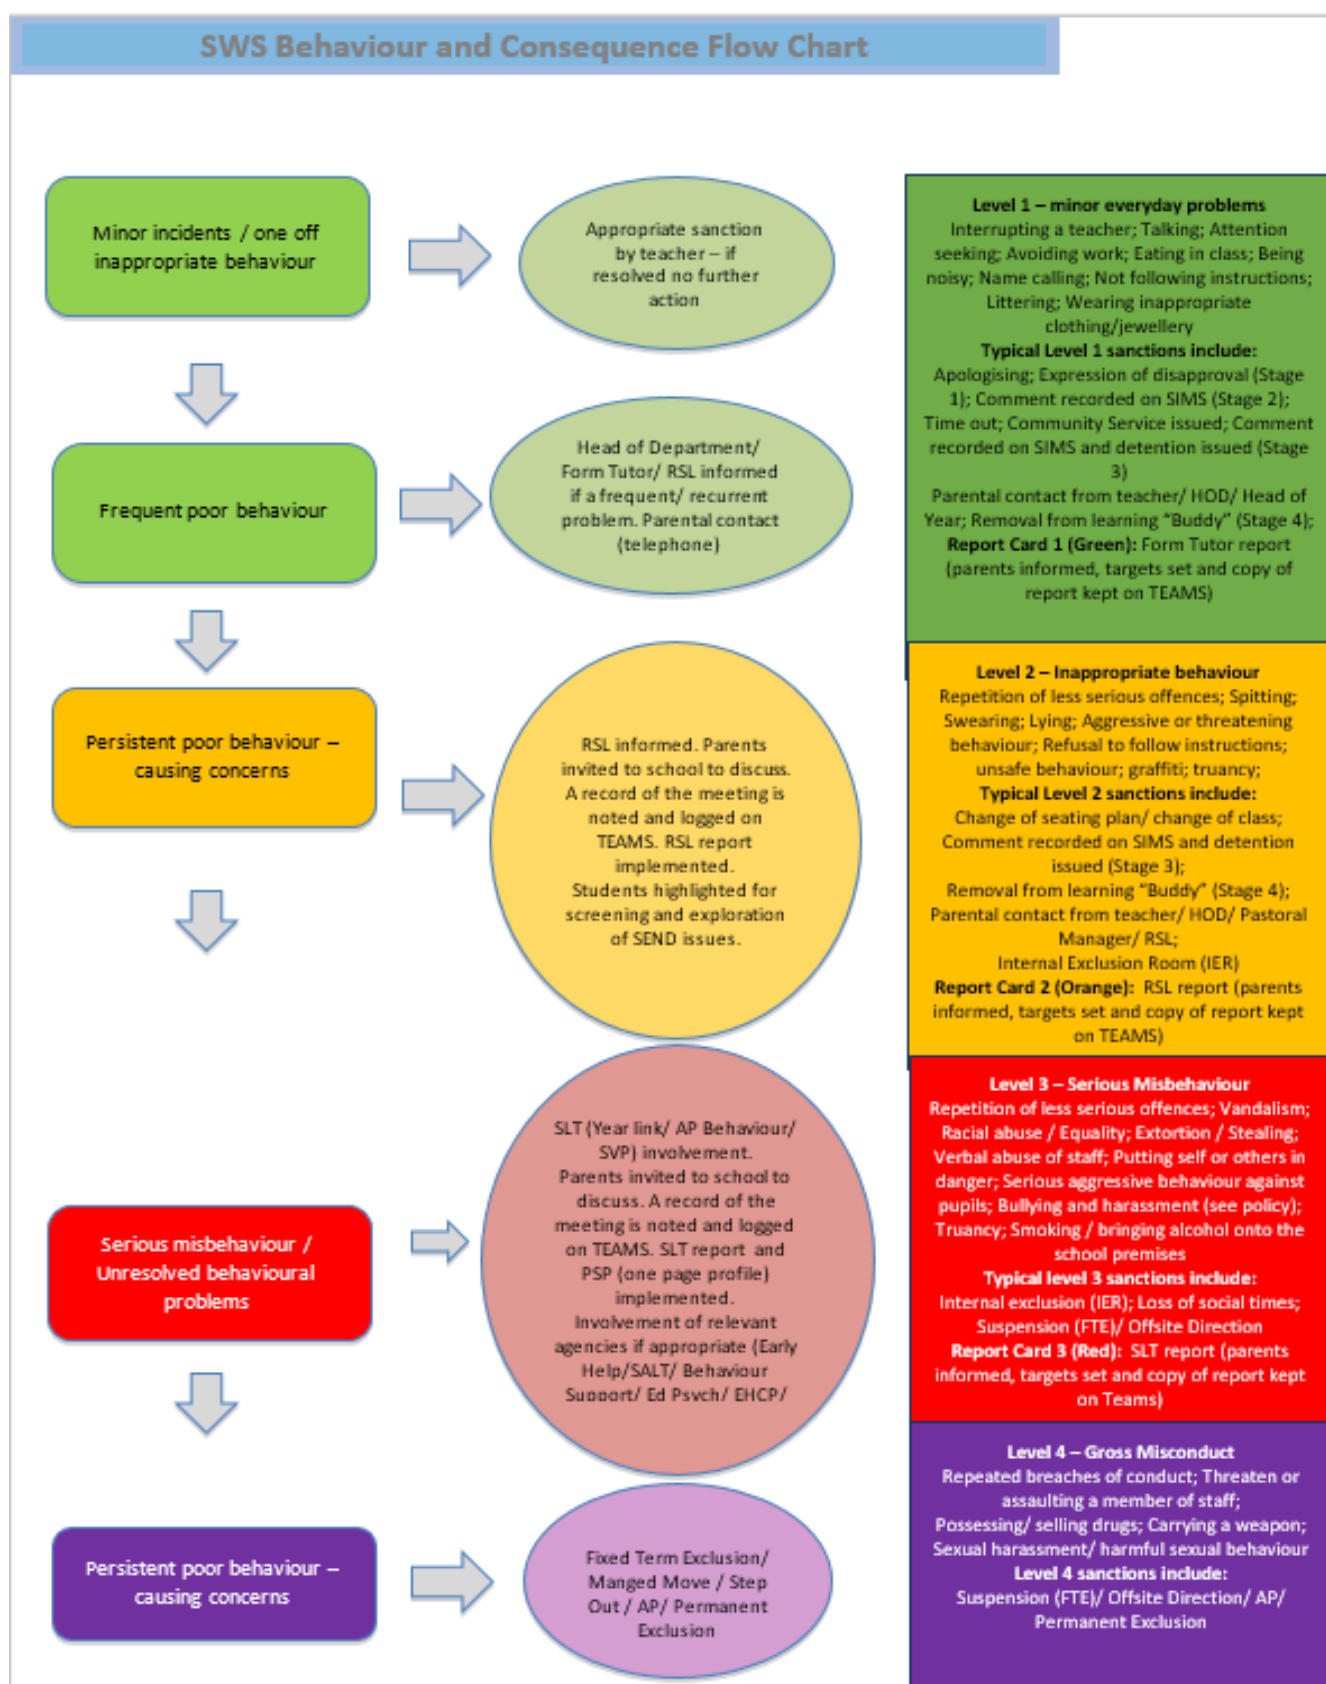 SWS Behaviour and Consequence Flow Chart
Minor incidents / one off
inappropriate behaviour
Appropriate sanction
by teacher – if
resolved no further
action
Frequent poor behaviour
Head of Department/
Form Tutor/ RSL informed
if a frequent/ recurrent
problem. Parental contact
(telephone)
Persistent poor behaviour –
causing concerns
RSL informed. Parents
invited to school to discuss.
A record of the meeting is
noted and logged on
TEAMS. RSL report
implemented.
Students highlighted for
screening and exploration
of SEND issues.
Serious misbehaviour /
Unresolved behavioural
problems
SLT (Year link/ AP Behaviour/
SVP) involvement.
Parents invited to school to
discuss. A record of the
meeting is noted and logged
on TEAMS. SLT report and
PSP (one page profile)
implemented.
Involvement of relevant
agencies if appropriate (Early
Help/SALT/ Behaviour
Support/ Ed Psych/ EHCP/
Persistent poor behaviour –
causing concerns
Fixed Term Exclusion/
Manged Move / Step
Out / AP/ Permanent
Exclusion
Level 1 – minor everyday problems
Interrupting a teacher; Talking; Attention
seeking; Avoiding work; Eating in class; Being
noisy; Name calling; Not following instructions;
Littering; Wearing inappropriate
clothing/jewellery
Typical Level 1 sanctions include:
Apologising; Expression of disapproval (Stage
1); Comment recorded on SIMS (Stage 2);
Time out; Community Service issued; Comment
recorded on SIMS and detention issued (Stage
3)
Parental contact from teacher/ HOD/ Head of
Year; Removal from learning “Buddy” (Stage 4);
Report Card 1 (Green): Form Tutor report
(parents informed, targets set and copy of
report kept on TEAMS)
Level 2 – Inappropriate behaviour
Repetition of less serious offences; Spitting;
Swearing; Lying; Aggressive or threatening
behaviour; Refusal to follow instructions;
unsafe behaviour; graffiti; truancy;
Typical Level 2 sanctions include:
Change of seating plan/ change of class;
Comment recorded on SIMS and detention
issued (Stage 3);
Removal from learning “Buddy” (Stage 4);
Parental contact from teacher/ HOD/ Pastoral
Manager/ RSL;
Internal Exclusion Room (IER)
Report Card 2 (Orange): RSL report (parents
informed, targets set and copy of report kept
on TEAMS)
Level 3 – Serious Misbehaviour
Repetition of less serious offences; Vandalism;
Racial abuse / Equality; Extortion / Stealing;
Verbal abuse of staff; Putting self or others in
danger; Serious aggressive behaviour against
pupils; Bullying and harassment (see policy);
Truancy; Smoking / bringing alcohol onto the
school premises
Typical level 3 sanctions include:
Internal exclusion (IER); Loss of social times;
Suspension (FTE)/ Offsite Direction
Report Card 3 (Red): SLT report (parents
informed, targets set and copy of report kept
on Teams)
Level 4 – Gross Misconduct
Repeated breaches of conduct; Threaten or
assaulting a member of staff;
Possessing/ selling drugs; Carrying a weapon;
Sexual harassment/ harmful sexual behaviour
Level 4 sanctions include:
Suspension (FTE)/ Offsite Direction/ AP/
Permanent Exclusion